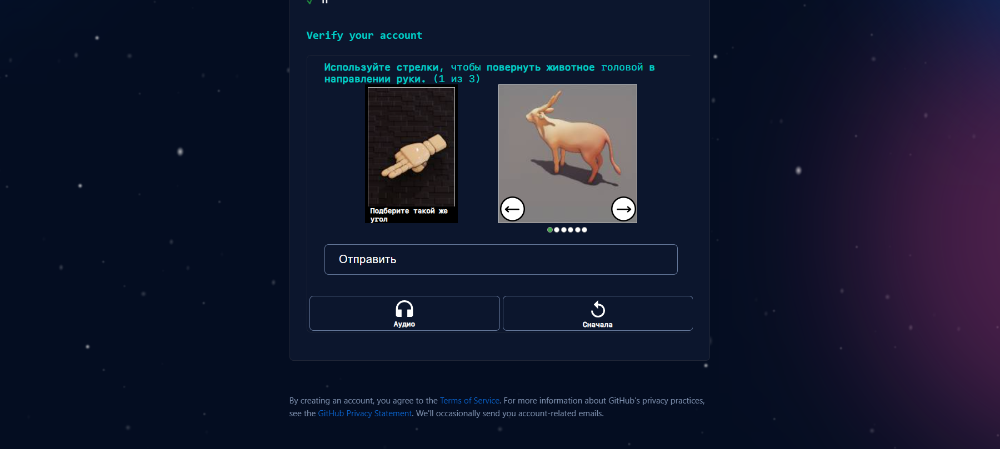 Verify your account
Используйте стрелки, чтобы повернуть животное головой в
направлении руки. (1 из 3)
Подберите такой же
угол
Отправить
Аудио
Сначала
By creating an account, you agree to the Terms of Service. For more information about GitHub's privacy practices,
see the GitHub Privacy Statement. We'll occasionally send you account-related emails.